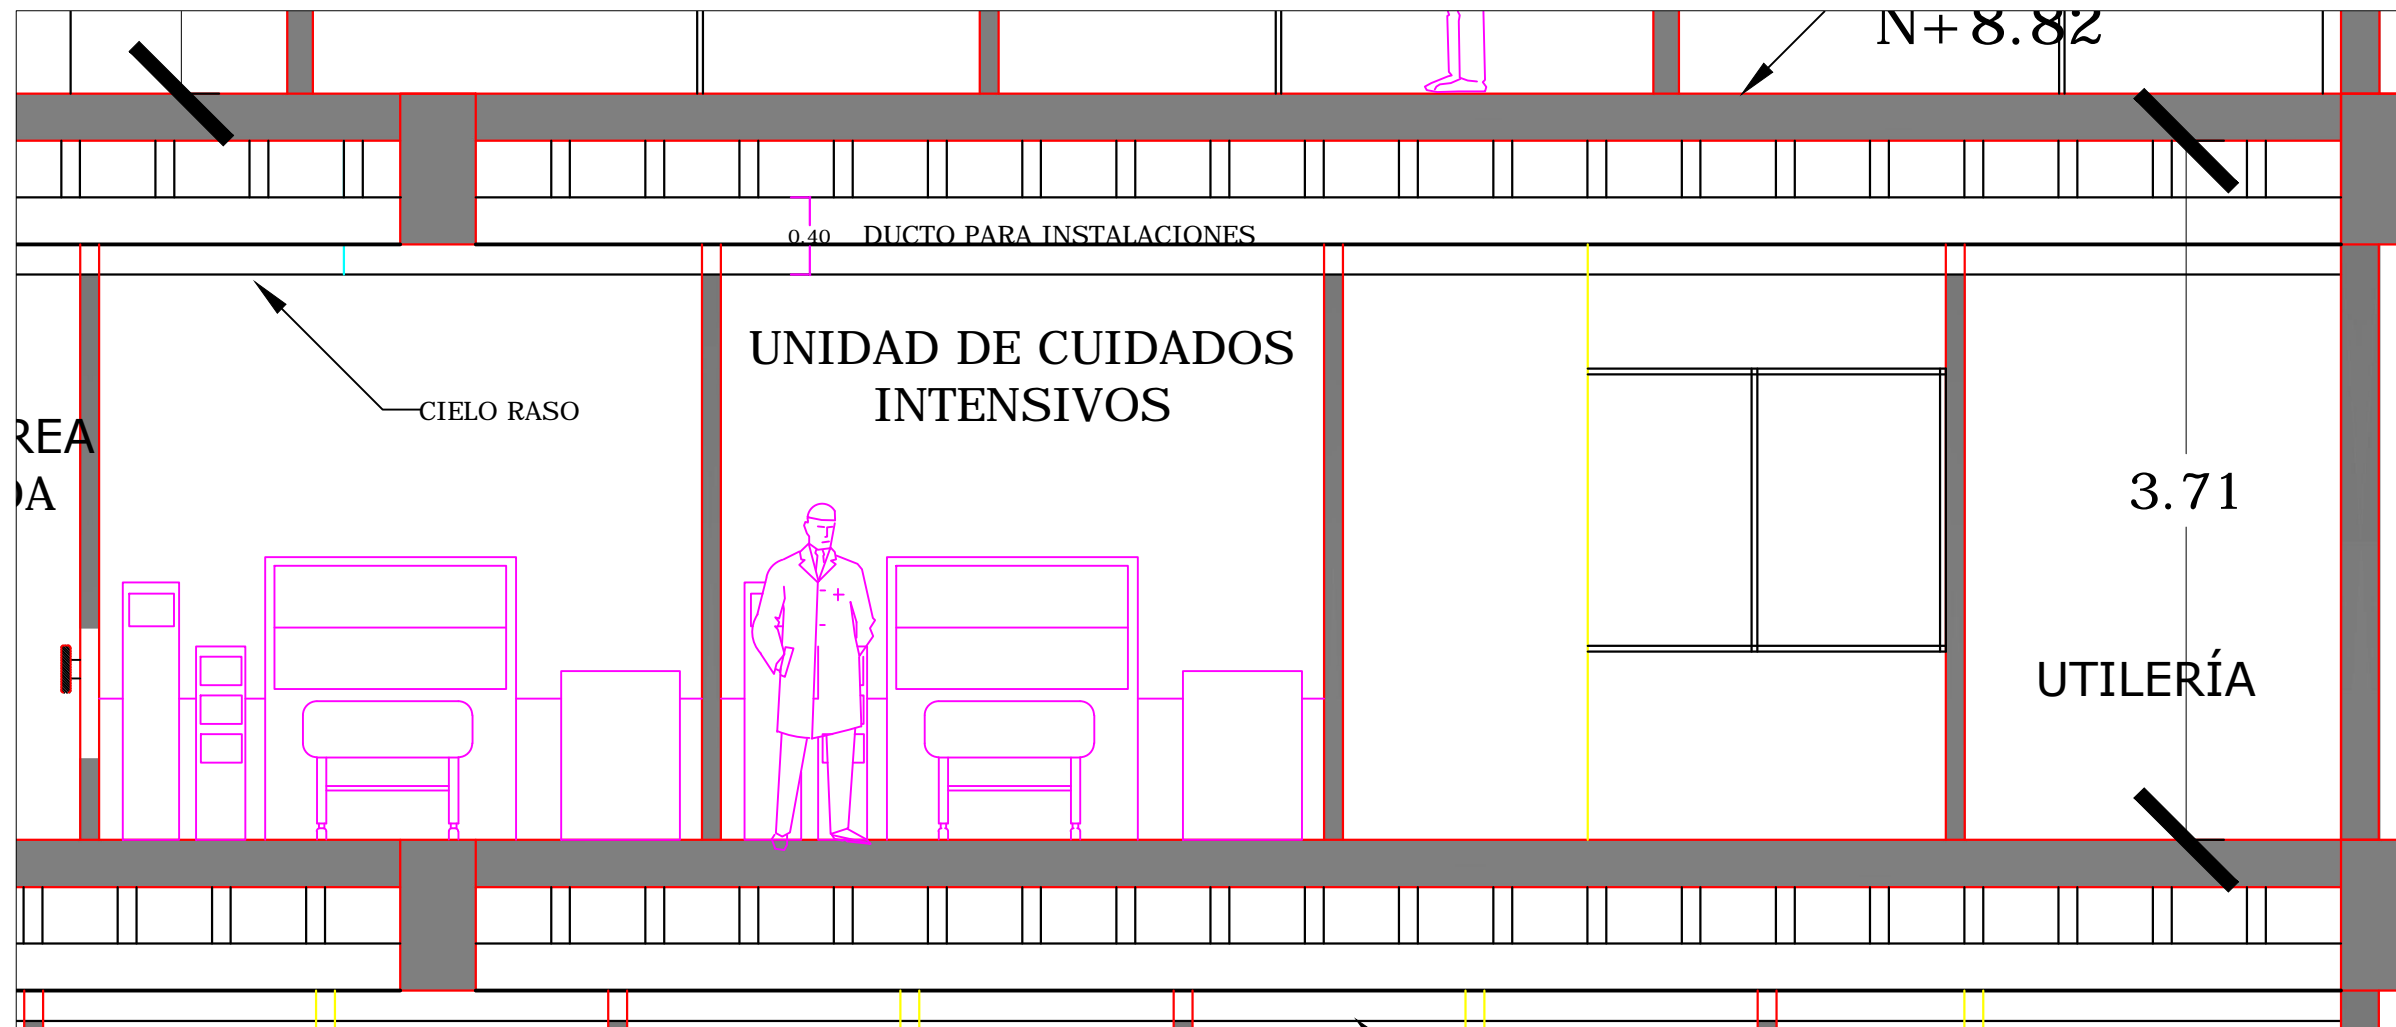 N+8.82
0.40
DUCTO PARA INSTALACIONES
UNIDAD DE CUIDADOS
INTENSIVOS
CIELO RASO
3.71
UTILERÍA